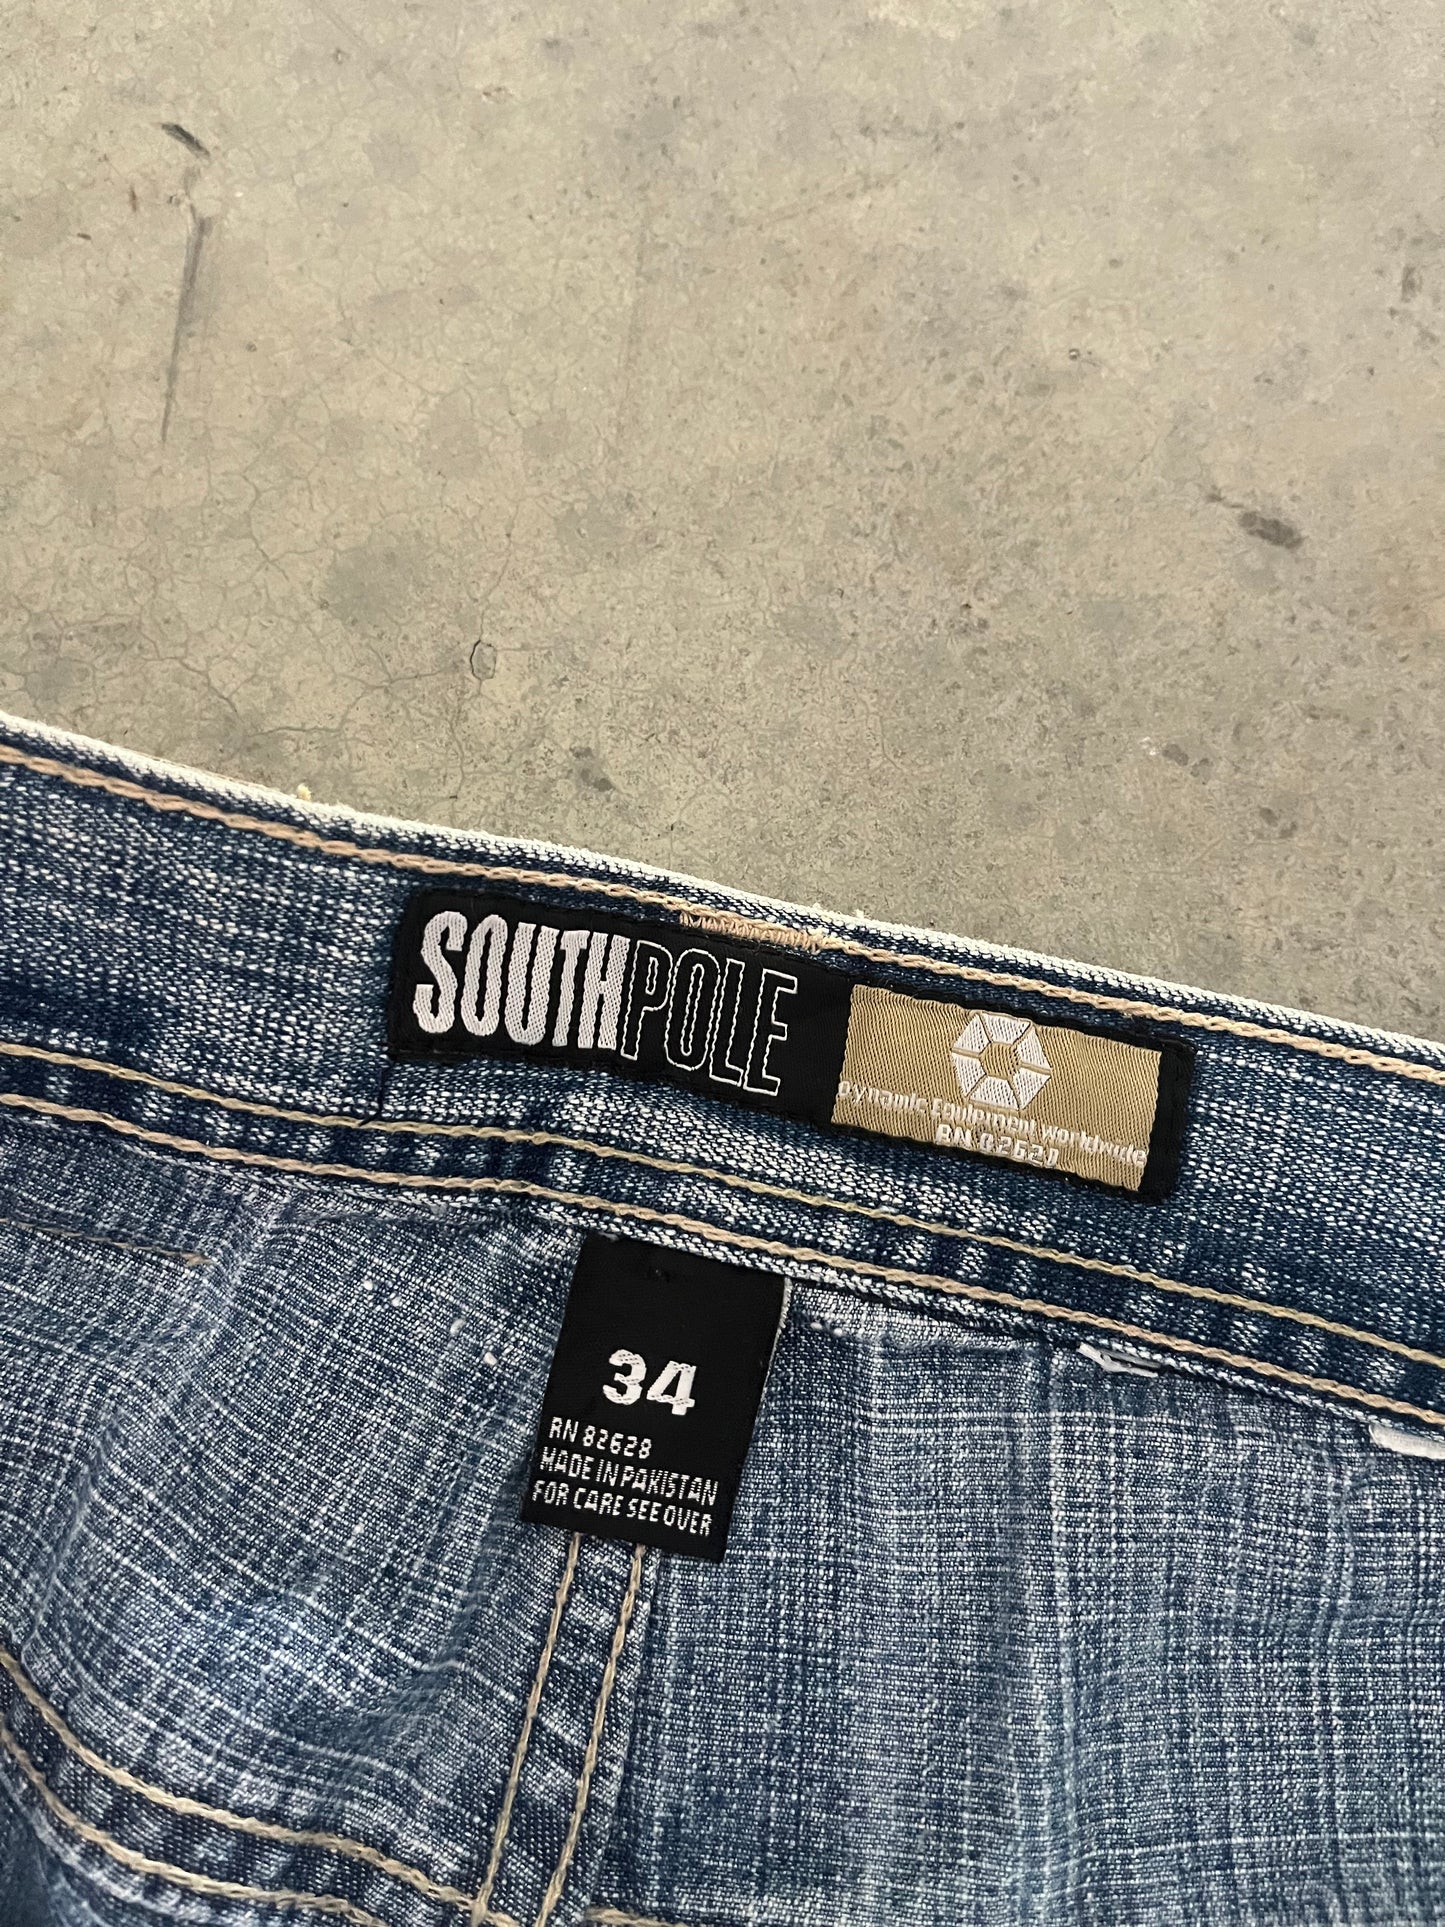 SOUTHPOLE
Dynamic Equipment Worldwide
RN 82628
34
RN 82628
MADE IN PAKISTAN
FOR CARE SEE OVER